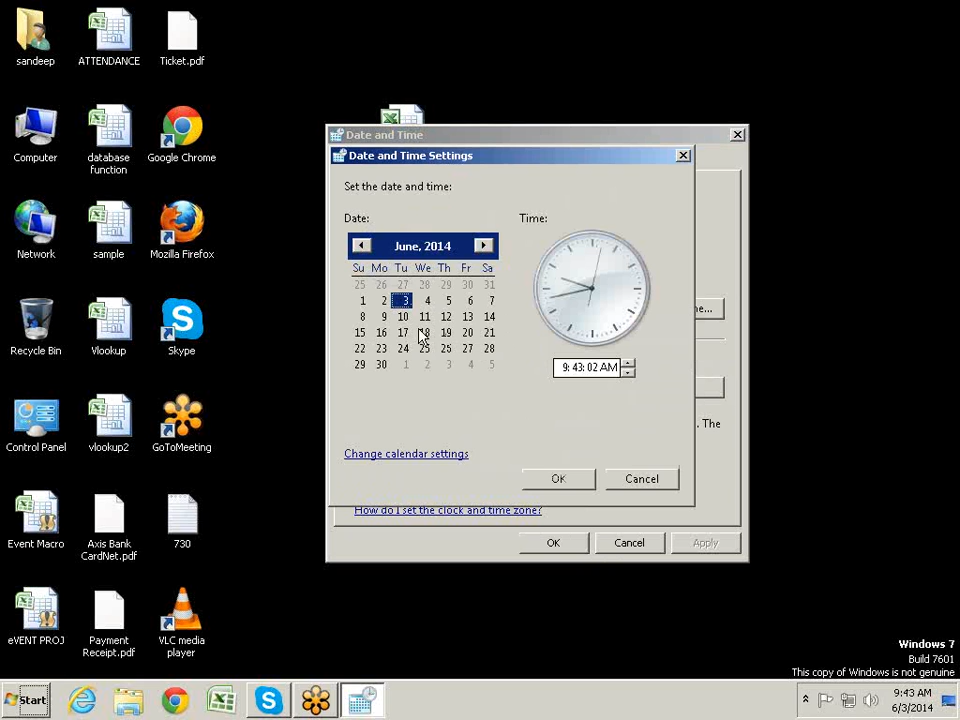 sandeep
ATTENDANCE
Ticket.pdf
Computer
database
function
Google Chrome
Network
sample
Mozilla Firefox
Recycle Bin
Vlookup
Skype
Control Panel
vlookup2
GoToMeeting
Event Macro
Axis Bank
CardNet.pdf
730
eVENT PROJ
Payment
Receipt.pdf
VLC media
player
Date and Time
Date and Time Settings
Set the date and time:
Date:
Time:
June, 2014
Su Mo Tu We Th Fr Sa
25 26 27 28 29 30 31
1 2 3 4 5 6 7
8 9 10 11 12 13 14
15 16 17 18 19 20 21
22 23 24 25 26 27 28
29 30 1 2 3 4 5
9: 43: 02 AM
ne...
. The
Change calendar settings
OK
Cancel
How do I set the clock and time zone?
OK
Cancel
Apply
Windows 7
Build 7601
This copy of Windows is not genuine
Start
9:43 AM
6/3/2014